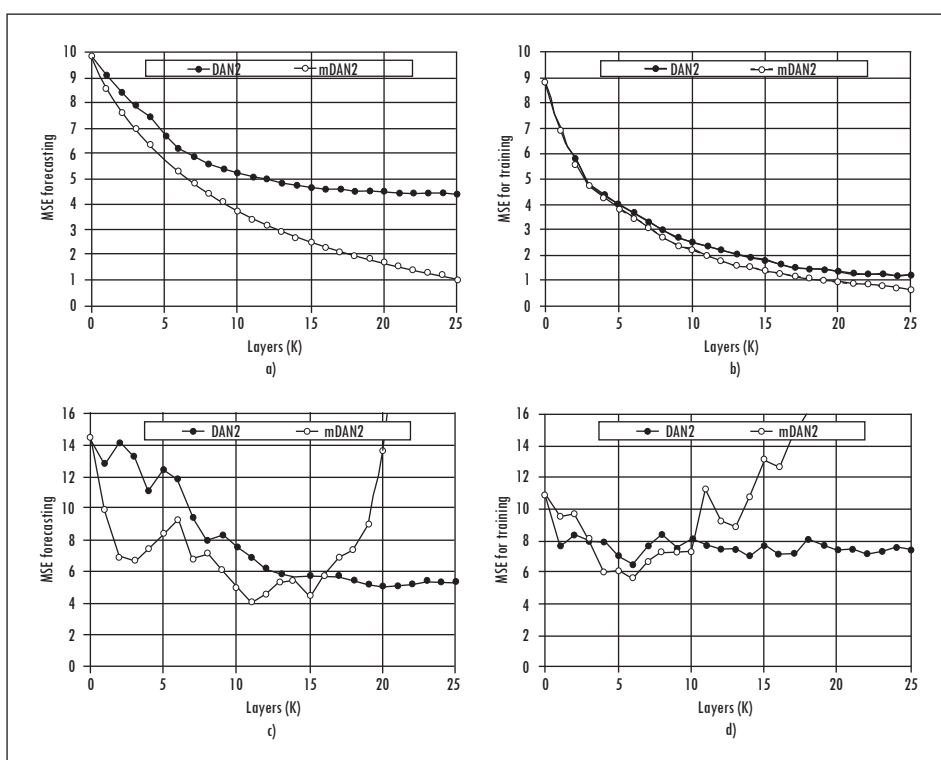 10
9
8
7
6
5
4
3
2
1
0
MSE forecasting
DAN2 mDAN2
0 5 10 15 20 25
Layers (K)
a)
10
9
8
7
6
5
4
3
2
1
0
MSE for training
DAN2 mDAN2
0 5 10 15 20 25
Layers (K)
b)
16
14
12
10
8
6
4
2
0
MSE forecasting
DAN2 mDAN2
0 5 10 15 20 25
Layers (K)
c)
16
14
12
10
8
6
4
2
0
MSE for training
DAN2 mDAN2
0 5 10 15 20 25
Layers (K)
d)